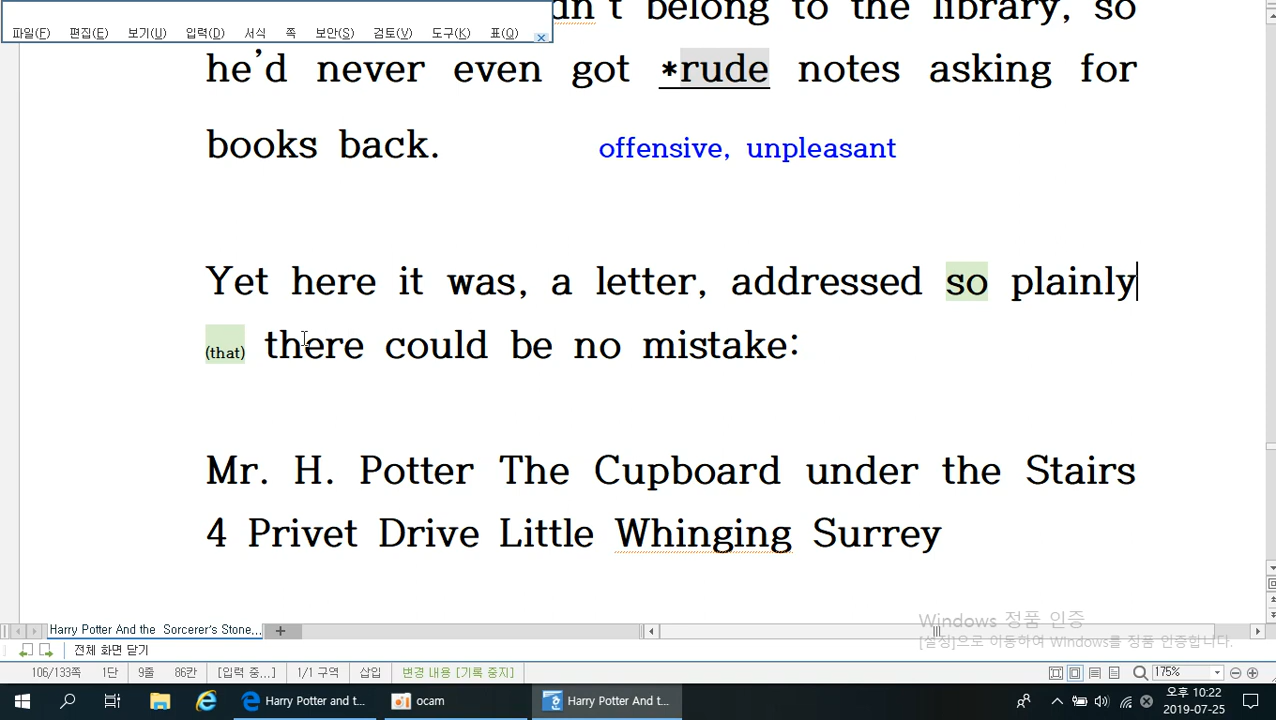 파일(F) 편집(E) 보기(U) 입력(D) 서식 쪽 보안(S) 검토(V) 도구(K) 표(Q)
belong to the library, so
he'd never even got *rude notes asking for
books back. offensive, unpleasant
Yet here it was, a letter, addressed so plainly
(that) there could be no mistake:
Mr. H. Potter The Cupboard under the Stairs
4 Privet Drive Little Whinging Surrey
Windows 정품 인증
[설정]으로 이동하여 Windows를 정품 인증합니다.
Harry Potter And the Sorcerer's Stone...
전체 화면 닫기
106/133쪽 1단 9줄 86칸 [입력 중...] 1/1 구역 삽입 변경 내용 [기록 중지] 175%
Harry Potter and t... ocam Harry Potter And t... 오후 10:22
2019-07-25